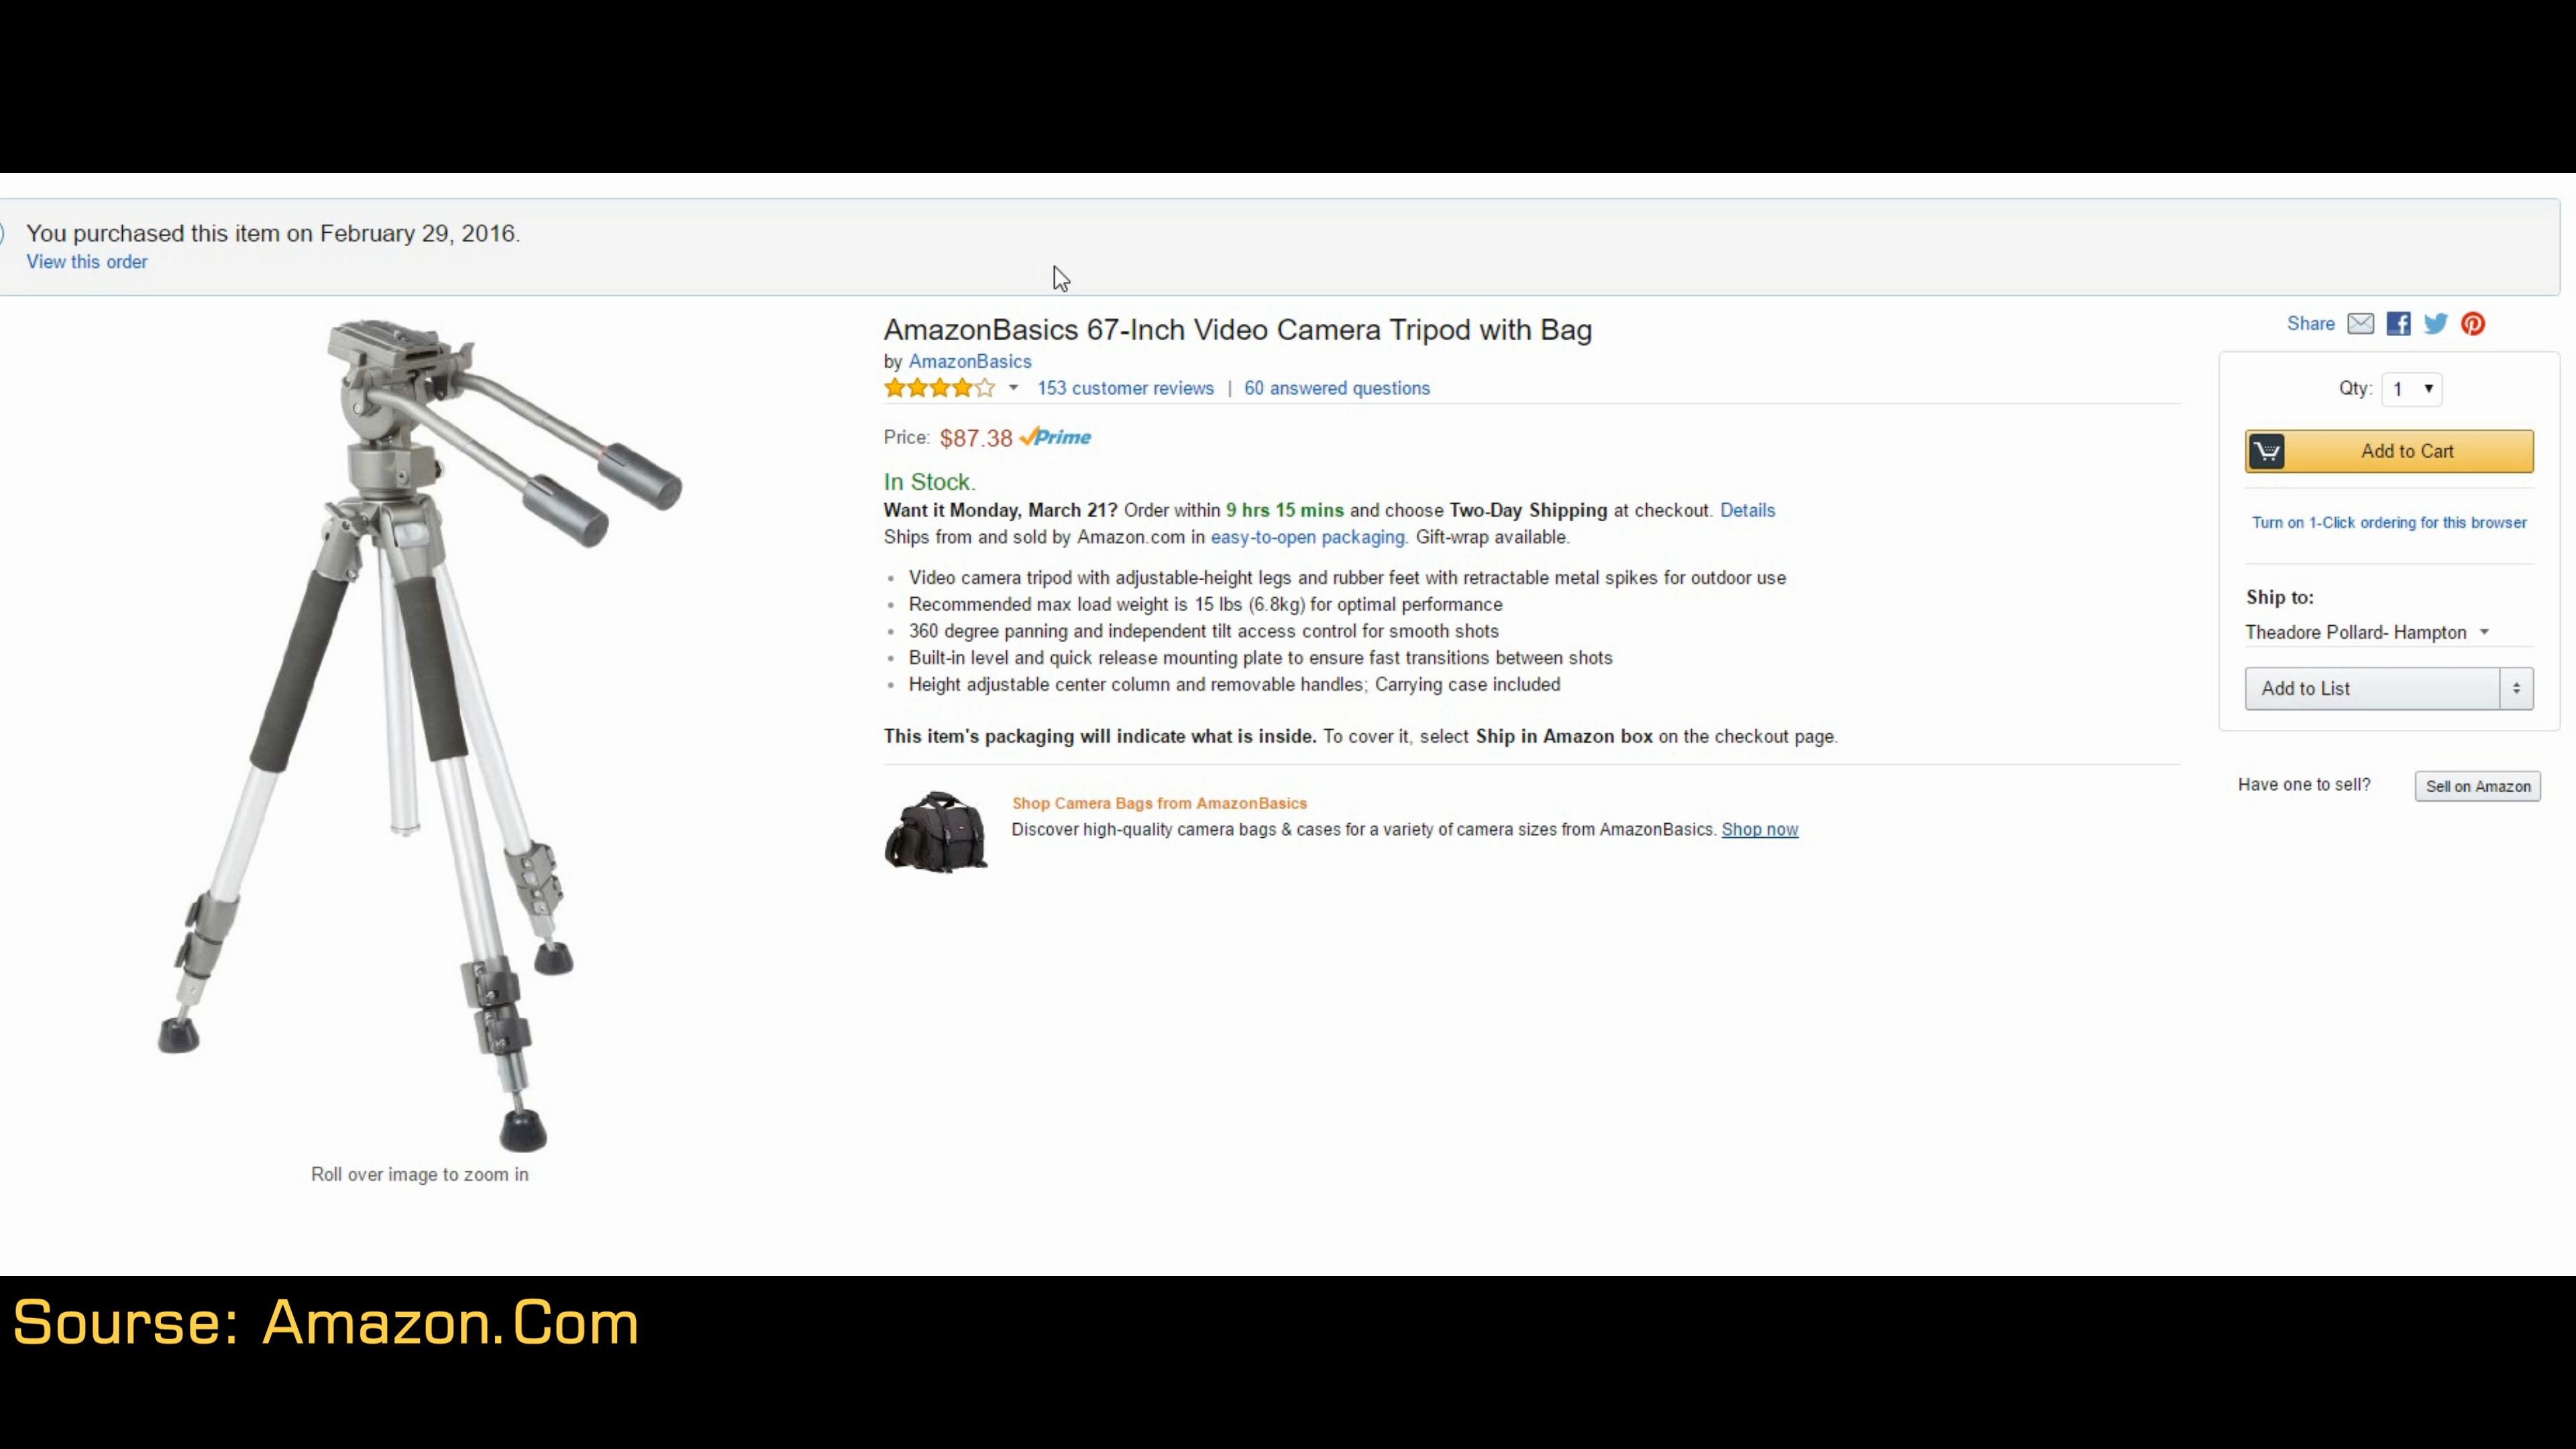 You purchased this item on February 29, 2016.
View this order
AmazonBasics 67-Inch Video Camera Tripod with Bag
by AmazonBasics
153 customer reviews | 60 answered questions
Price: $87.38 Prime
In Stock.
Want it Monday, March 21? Order within 9 hrs 15 mins and choose Two-Day Shipping at checkout. Details
Ships from and sold by Amazon.com in easy-to-open packaging. Gift-wrap available.
Video camera tripod with adjustable-height legs and rubber feet with retractable metal spikes for outdoor use
Recommended max load weight is 15 lbs (6.8kg) for optimal performance
360 degree panning and independent tilt access control for smooth shots
Built-in level and quick release mounting plate to ensure fast transitions between shots
Height adjustable center column and removable handles; Carrying case included
This item's packaging will indicate what is inside. To cover it, select Ship in Amazon box on the checkout page.
Shop Camera Bags from AmazonBasics
Discover high-quality camera bags & cases for a variety of camera sizes from AmazonBasics. Shop now
Share
Qty: 1
Add to Cart
Turn on 1-Click ordering for this browser
Ship to:
Theadore Pollard- Hampton
Add to List
Have one to sell? Sell on Amazon
Roll over image to zoom in
Sourse: Amazon.Com